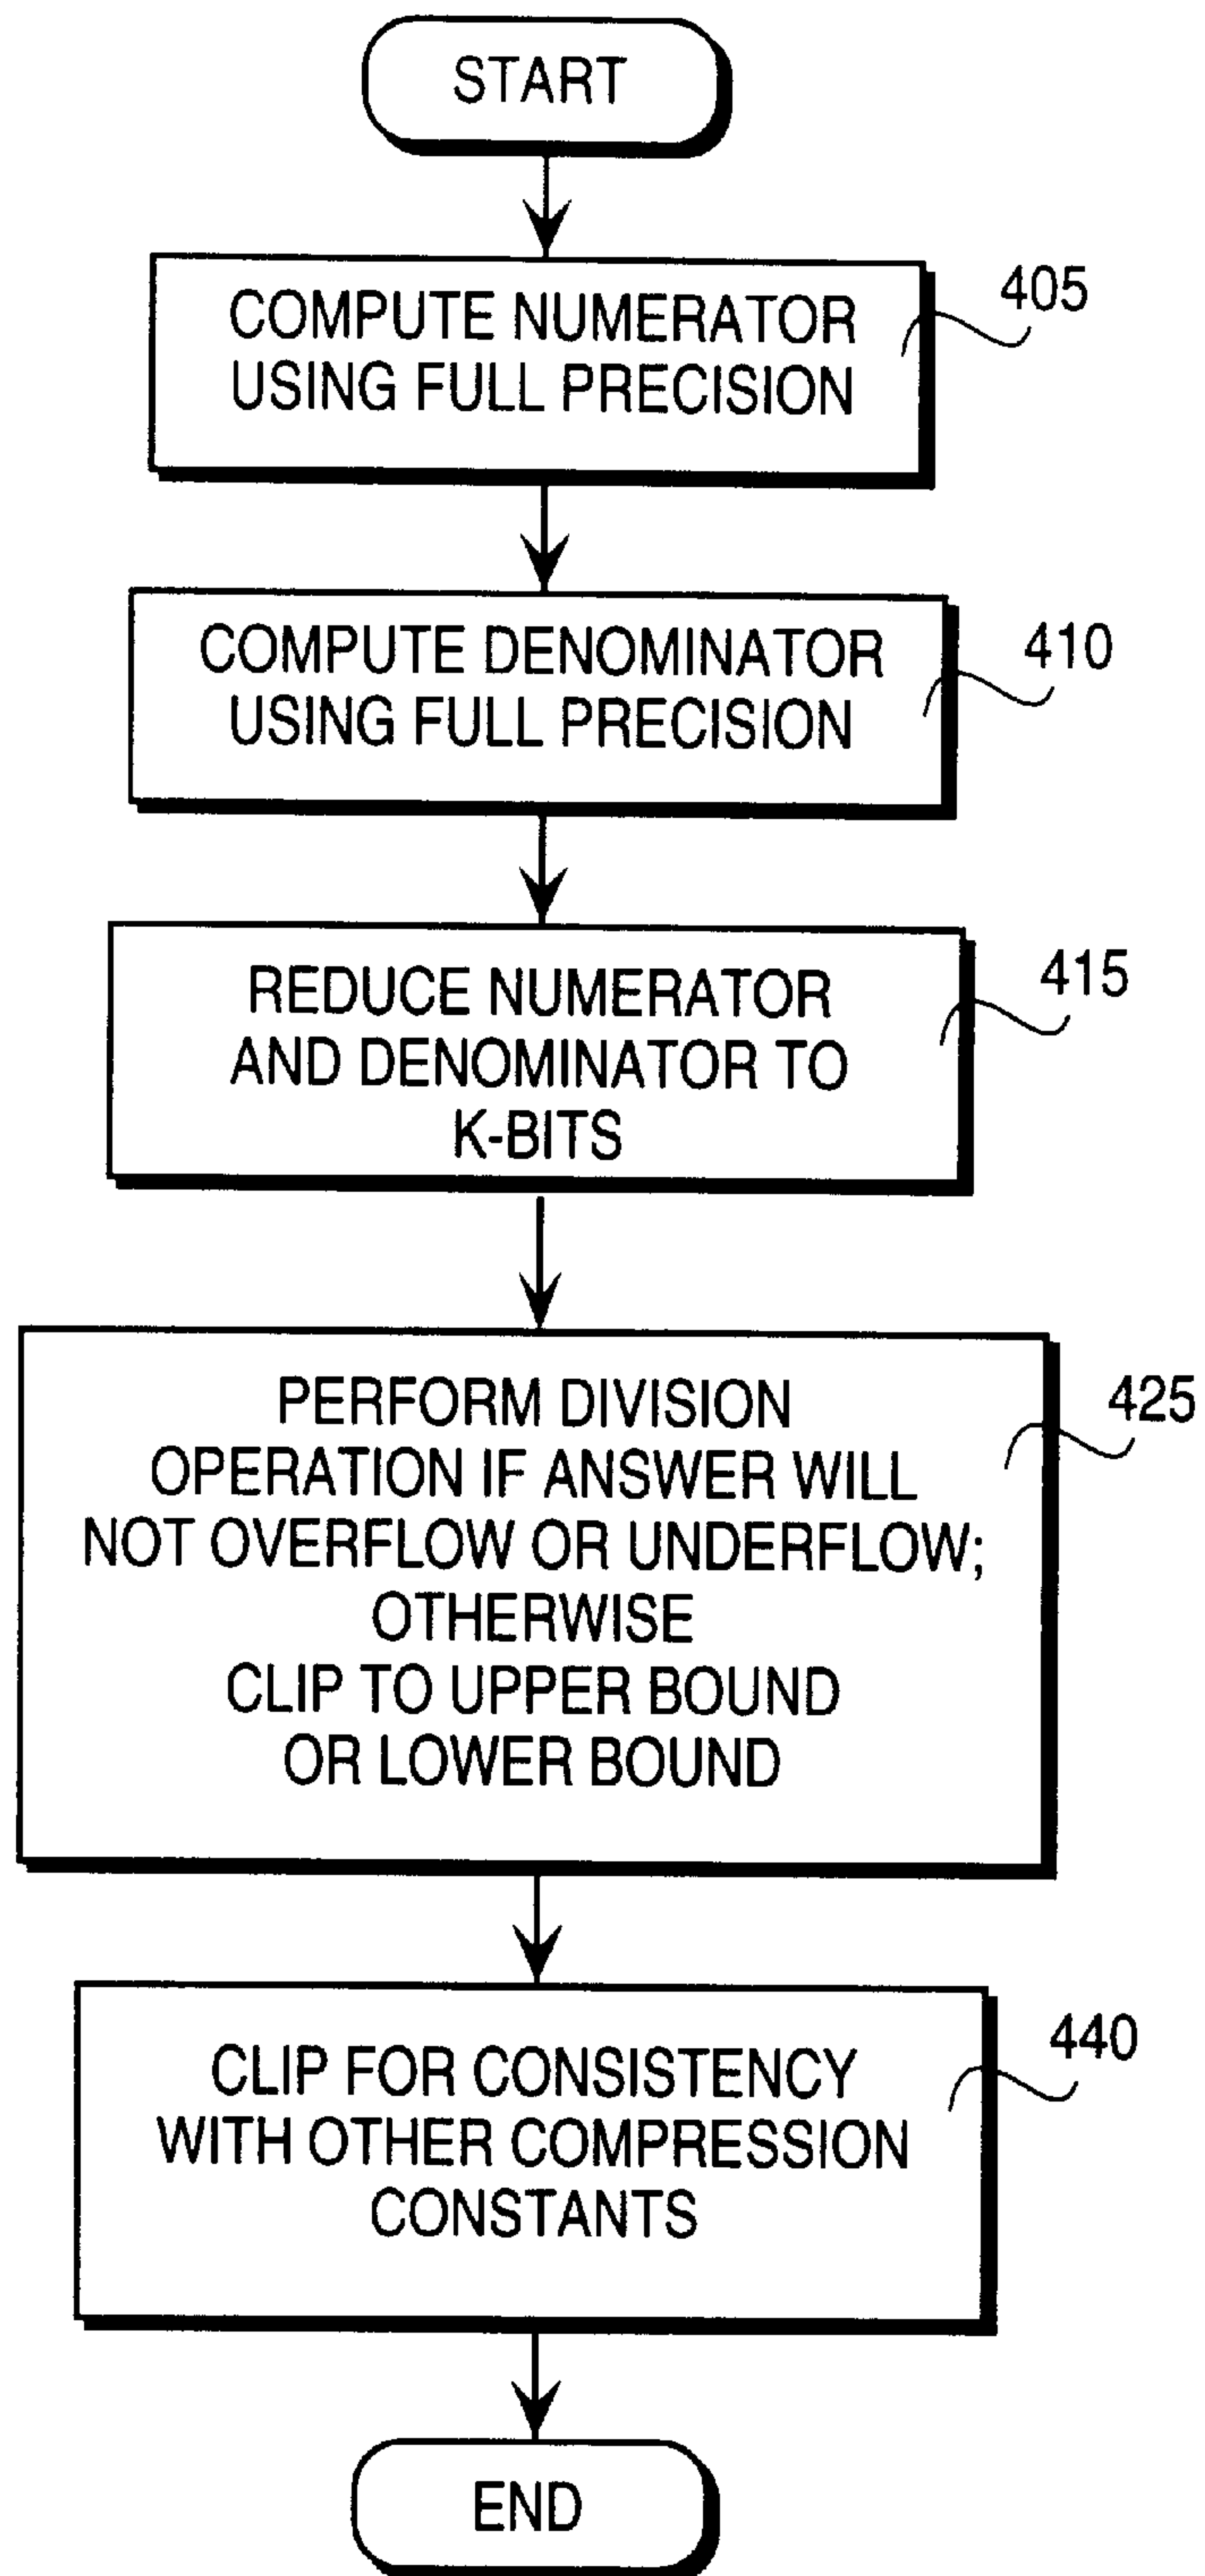 START
COMPUTE NUMERATOR
USING FULL PRECISION
405
COMPUTE DENOMINATOR
USING FULL PRECISION
410
REDUCE NUMERATOR
AND DENOMINATOR TO
K-BITS
415
PERFORM DIVISION
OPERATION IF ANSWER WILL
NOT OVERFLOW OR UNDERFLOW;
OTHERWISE
CLIP TO UPPER BOUND
OR LOWER BOUND
425
CLIP FOR CONSISTENCY
WITH OTHER COMPRESSION
CONSTANTS
440
END